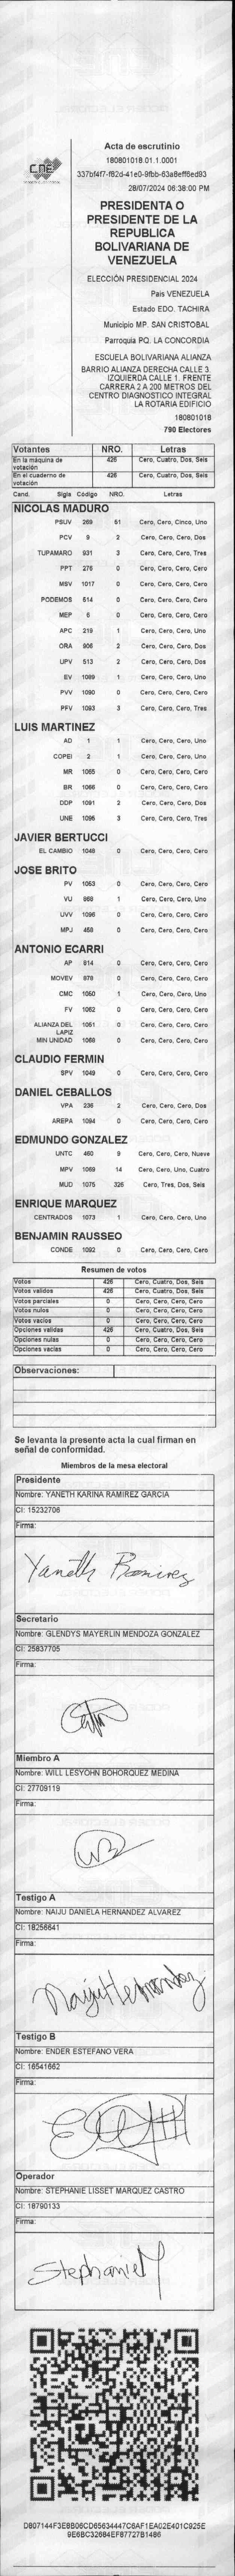 Acta de escrutinio
CNE
180801018.01.1.0001
337bf4f7-f82d-41e0-9fbb-63a8eff6ed93
28/07/2024 06:38:00 PM
PRESIDENTA O
PRESIDENTE DE LA
REPUBLICA
BOLIVARIANA DE
VENEZUELA
ELECCIÓN PRESIDENCIAL 2024
País VENEZUELA
Estado EDO. TACHIRA
Municipio MP. SAN CRISTOBAL
Parroquia PQ. LA CONCORDIA
ESCUELA BOLIVARIANA ALIANZA
BARRIO ALIANZA DERECHA CALLE 3.
IZQUIERDA CALLE 1. FRENTE
CARRERA 2 A 200 METROS DEL
CENTRO DIAGNOSTICO INTEGRAL
LA ROTARIA EDIFICIO
180801018
790 Electores
Votantes NRO. Letras
En la máquina de votación 426 Cero, Cuatro, Dos, Seis
En el cuaderno de votación 426 Cero, Cuatro, Dos, Seis
Cand. Sigla Código NRO. Letras
NICOLAS MADURO
PSUV 269 51 Cero, Cero, Cinco, Uno
PCV 9 2 Cero, Cero, Cero, Dos
TUPAMARO 931 3 Cero, Cero, Cero, Tres
PPT 276 0 Cero, Cero, Cero, Cero
MSV 1017 0 Cero, Cero, Cero, Cero
PODEMOS 514 0 Cero, Cero, Cero, Cero
MEP 6 0 Cero, Cero, Cero, Cero
APC 219 1 Cero, Cero, Cero, Uno
ORA 906 2 Cero, Cero, Cero, Dos
UPV 513 2 Cero, Cero, Cero, Dos
EV 1089 1 Cero, Cero, Cero, Uno
PVV 1090 0 Cero, Cero, Cero, Cero
PFV 1093 3 Cero, Cero, Cero, Tres
LUIS MARTINEZ
AD 1 1 Cero, Cero, Cero, Uno
COPEI 2 1 Cero, Cero, Cero, Uno
MR 1065 0 Cero, Cero, Cero, Cero
BR 1066 0 Cero, Cero, Cero, Cero
DDP 1091 2 Cero, Cero, Cero, Dos
UNE 1095 3 Cero, Cero, Cero, Tres
JAVIER BERTUCCI
EL CAMBIO 1048 0 Cero, Cero, Cero, Cero
JOSE BRITO
PV 1053 0 Cero, Cero, Cero, Cero
VU 868 1 Cero, Cero, Cero, Uno
UVV 1096 0 Cero, Cero, Cero, Cero
MPJ 458 0 Cero, Cero, Cero, Cero
ANTONIO ECARRI
AP 814 0 Cero, Cero, Cero, Cero
MOVEV 878 0 Cero, Cero, Cero, Cero
CMC 1050 1 Cero, Cero, Cero, Uno
FV 1062 0 Cero, Cero, Cero, Cero
ALIANZA DEL LAPIZ 1051 0 Cero, Cero, Cero, Cero
MIN UNIDAD 1068 0 Cero, Cero, Cero, Cero
CLAUDIO FERMIN
SPV 1049 0 Cero, Cero, Cero, Cero
DANIEL CEBALLOS
VPA 236 2 Cero, Cero, Cero, Dos
AREPA 1094 0 Cero, Cero, Cero, Cero
EDMUNDO GONZALEZ
UNTC 460 9 Cero, Cero, Cero, Nueve
MPV 1069 14 Cero, Cero, Uno, Cuatro
MUD 1075 326 Cero, Tres, Dos, Seis
ENRIQUE MARQUEZ
CENTRADOS 1073 1 Cero, Cero, Cero, Uno
BENJAMIN RAUSSEO
CONDE 1092 0 Cero, Cero, Cero, Cero
Resumen de votos
Votos 426 Cero, Cuatro, Dos, Seis
Votos validos 426 Cero, Cuatro, Dos, Seis
Votos parciales 0 Cero, Cero, Cero, Cero
Votos nulos 0 Cero, Cero, Cero, Cero
Votos vacios 0 Cero, Cero, Cero, Cero
Opciones validas 426 Cero, Cuatro, Dos, Seis
Opciones nulas 0 Cero, Cero, Cero, Cero
Opciones vacias 0 Cero, Cero, Cero, Cero
Observaciones:
Se levanta la presente acta la cual firman en
señal de conformidad.
Miembros de la mesa electoral
Presidente
Nombre: YANETH KARINA RAMIREZ GARCIA
CI: 15232706
Firma:
Yaneth Ramirez
Secretario
Nombre: GLENDYS MAYERLIN MENDOZA GONZALEZ
CI: 25837705
Firma:
Miembro A
Nombre: WILL LESYOHN BOHORQUEZ MEDINA
CI: 27709119
Firma:
Testigo A
Nombre: NAIJU DANIELA HERNANDEZ ALVAREZ
CI: 18256641
Firma:
Naiju Hernandez
Testigo B
Nombre: ENDER ESTEFANO VERA
CI: 16541662
Firma:
Operador
Nombre: STEPHANIE LISSET MARQUEZ CASTRO
CI: 18790133
Firma:
Stephanie M
D807144F3E8B06CD65634447C6AF1EA02E401C925E
9E6BC32684EF87727B1486